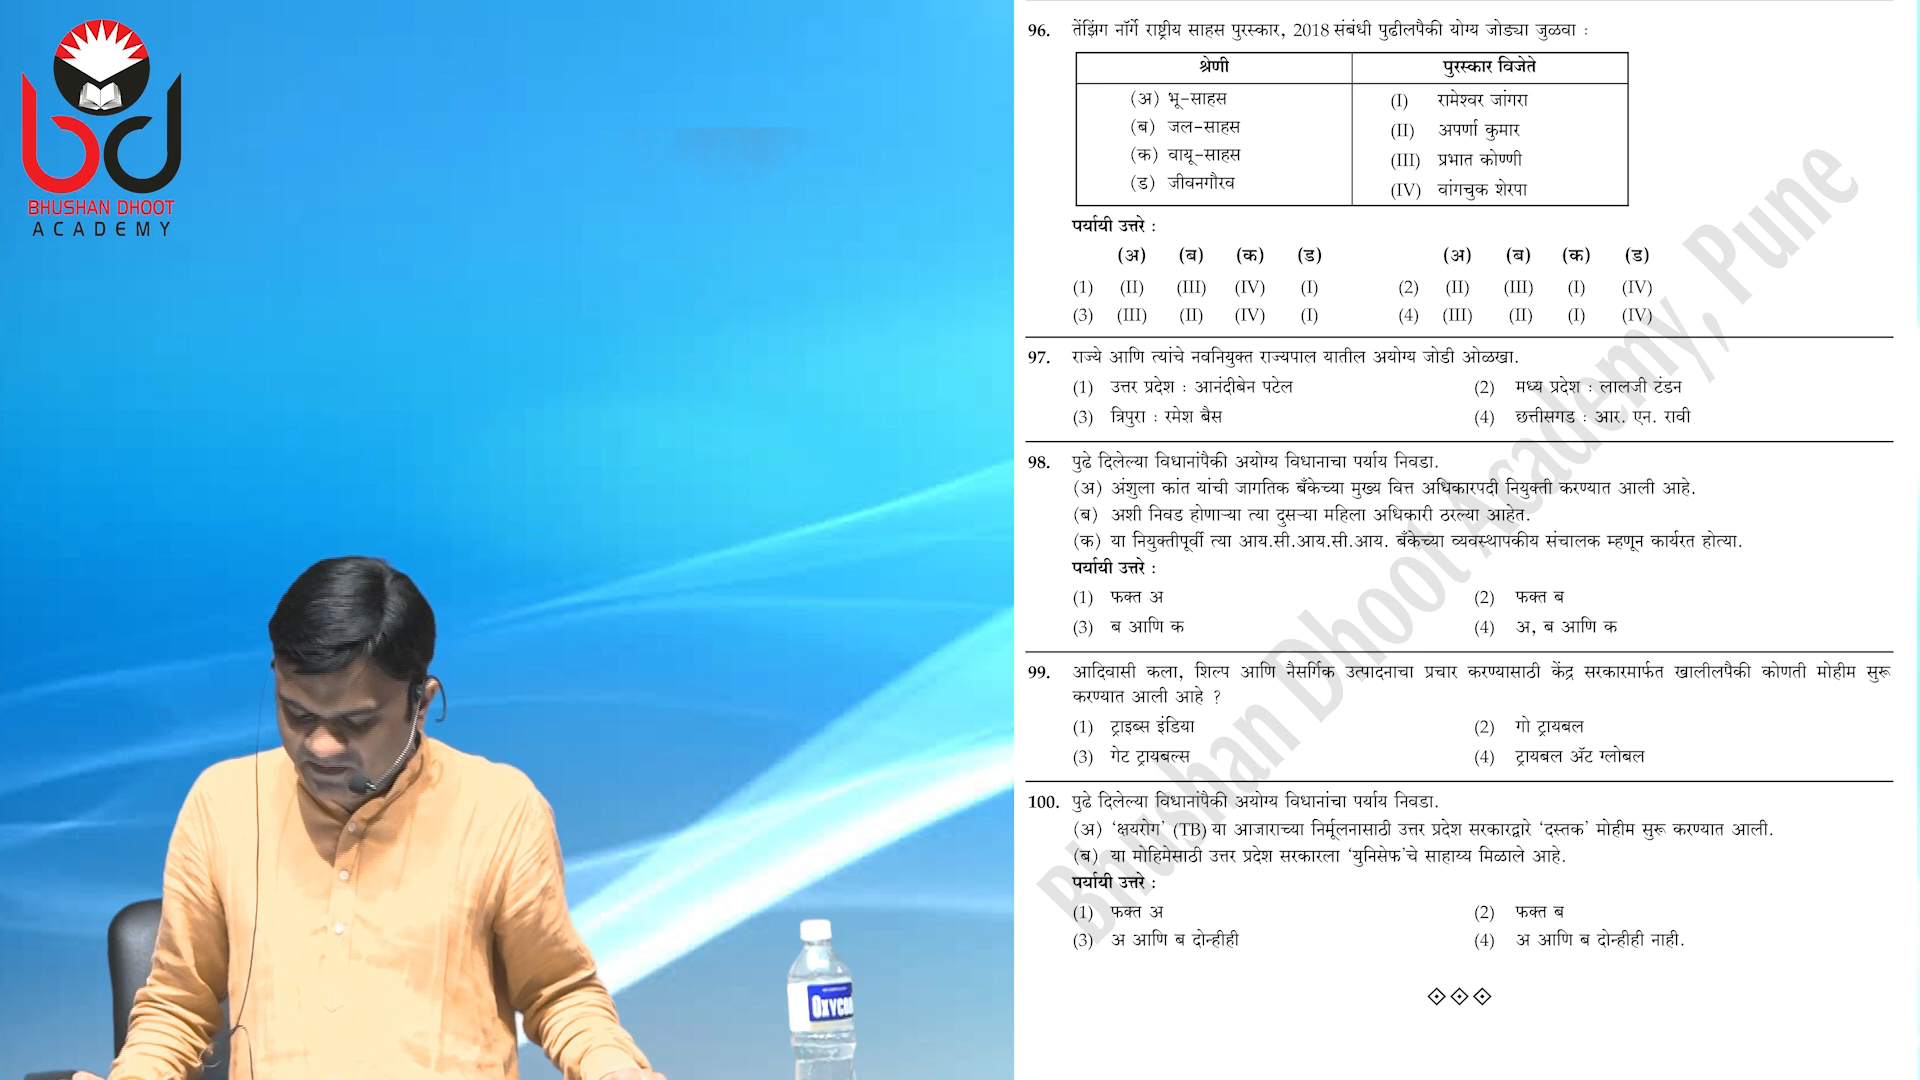 BHUSHAN DHOOT
ACADEMY
96. तेंझिंग नॉर्गे राष्ट्रीय साहस पुरस्कार, 2018 संबंधी पुढीलपैकी योग्य जोड्या जुळवा :
श्रेणी पुरस्कार विजेते
(अ) भू-साहस (I) रामेश्वर जांगरा
(ब) जल-साहस (II) अपर्णा कुमार
(क) वायू-साहस (III) प्रभात कोण्णी
(ड) जीवनगौरव (IV) वांगचुक शेरपा
पर्यायी उत्तरे :
(अ) (ब) (क) (ड) (अ) (ब) (क) (ड)
(1) (II) (III) (IV) (I) (2) (II) (III) (I) (IV)
(3) (III) (II) (IV) (I) (4) (III) (II) (I) (IV)
97. राज्ये आणि त्यांचे नवनियुक्त राज्यपाल यातील अयोग्य जोडी ओळखा.
(1) उत्तर प्रदेश : आनंदीबेन पटेल (2) मध्य प्रदेश : लालजी टंडन
(3) त्रिपुरा : रमेश बैस (4) छत्तीसगड : आर. एन. रावी
98. पुढे दिलेल्या विधानांपैकी अयोग्य विधानाचा पर्याय निवडा.
(अ) अंशुला कांत यांची जागतिक बँकेच्या मुख्य वित्त अधिकारपदी नियुक्ती करण्यात आली आहे.
(ब) अशी निवड होणाऱ्या त्या दुसऱ्या महिला अधिकारी ठरल्या आहेत.
(क) या नियुक्तीपूर्वी त्या आय.सी.आय.सी.आय. बँकेच्या व्यवस्थापकीय संचालक म्हणून कार्यरत होत्या.
पर्यायी उत्तरे :
(1) फक्त अ (2) फक्त ब
(3) ब आणि क (4) अ, ब आणि क
99. आदिवासी कला, शिल्प आणि नैसर्गिक उत्पादनाचा प्रचार करण्यासाठी केंद्र सरकारमार्फत खालीलपैकी कोणती मोहीम सुरू
करण्यात आली आहे ?
(1) ट्राइब्स इंडिया (2) गो ट्रायबल
(3) गेट ट्रायबल्स (4) ट्रायबल ॲट ग्लोबल
100. पुढे दिलेल्या विधानांपैकी अयोग्य विधानांचा पर्याय निवडा.
(अ) ‘क्षयरोग’ (TB) या आजाराच्या निर्मूलनासाठी उत्तर प्रदेश सरकारद्वारे ‘दस्तक’ मोहीम सुरू करण्यात आली.
(ब) या मोहिमेसाठी उत्तर प्रदेश सरकारला ‘युनिसेफ’चे साहाय्य मिळाले आहे.
पर्यायी उत्तरे :
(1) फक्त अ (2) फक्त ब
(3) अ आणि ब दोन्हीही (4) अ आणि ब दोन्हीही नाही.
Bhushan Dhoot Academy, Pune